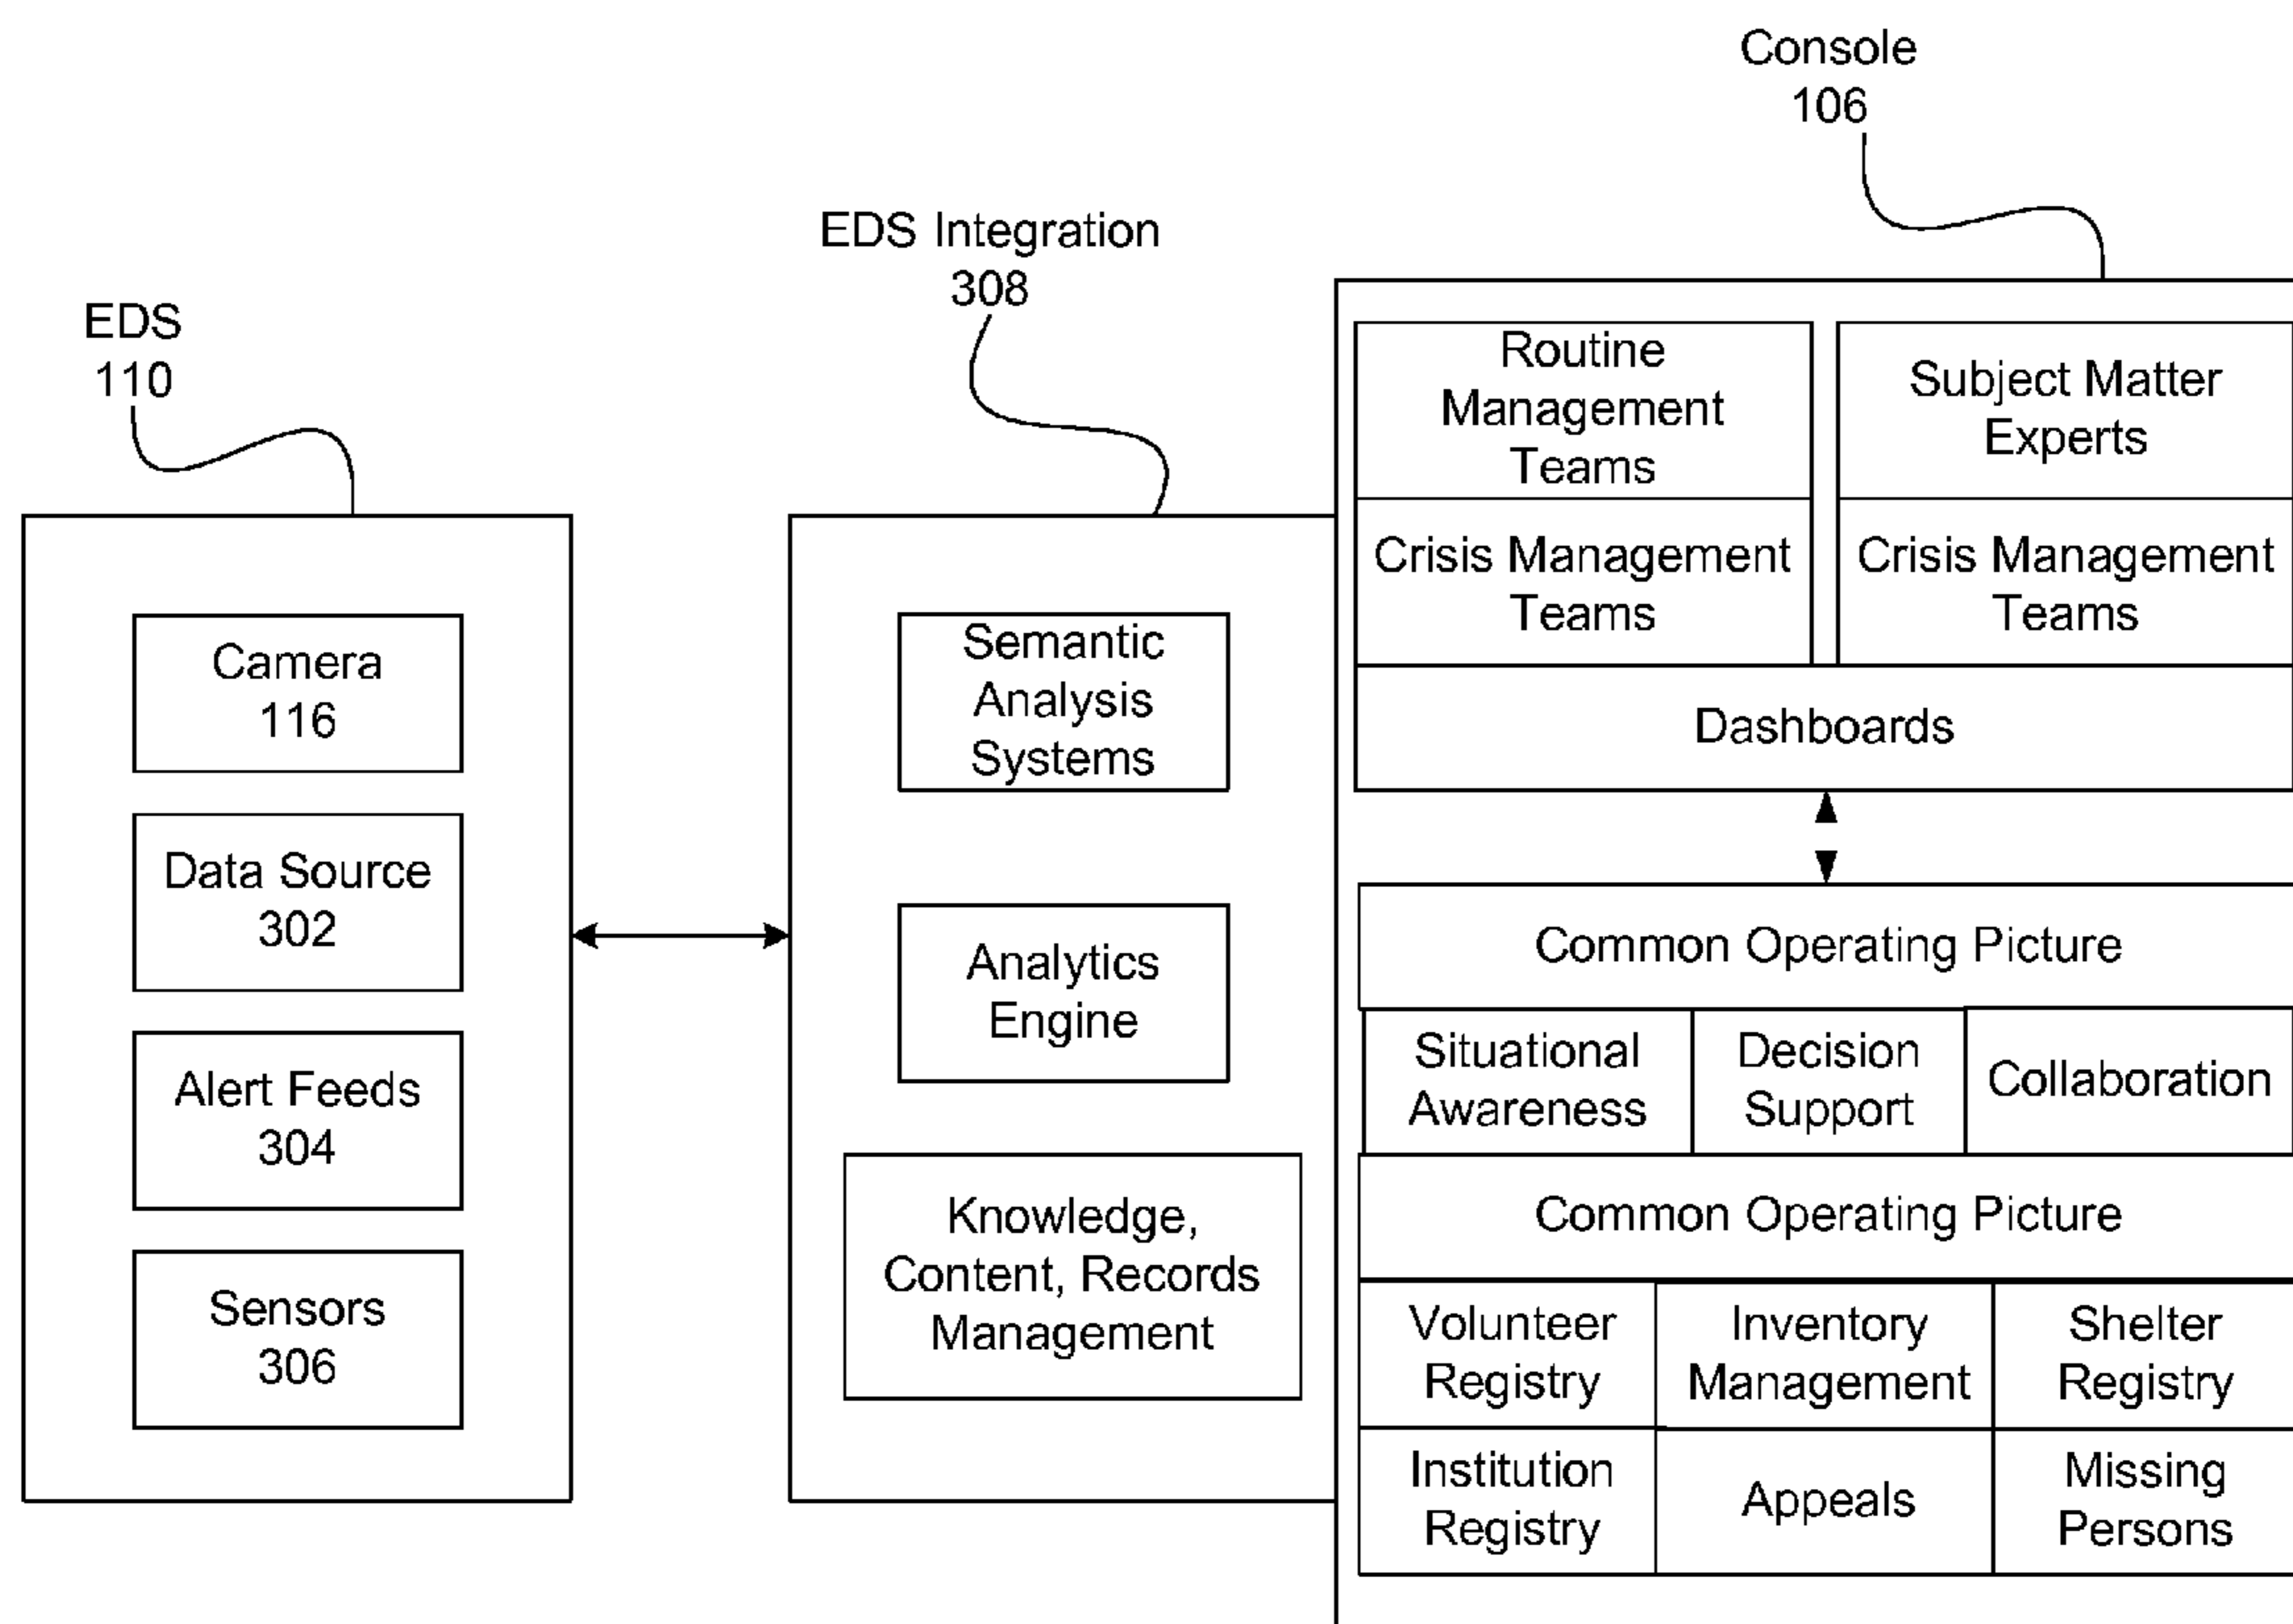 Console
106
EDS Integration
308
EDS
110
Camera
116
Data Source
302
Alert Feeds
304
Sensors
306
Semantic
Analysis
Systems
Analytics
Engine
Knowledge,
Content, Records
Management
Routine
Management
Teams
Subject Matter
Experts
Crisis Management
Teams
Crisis Management
Teams
Dashboards
Common Operating Picture
Situational
Awareness
Decision
Support
Collaboration
Common Operating Picture
Volunteer
Registry
Inventory
Management
Shelter
Registry
Institution
Registry
Appeals
Missing
Persons